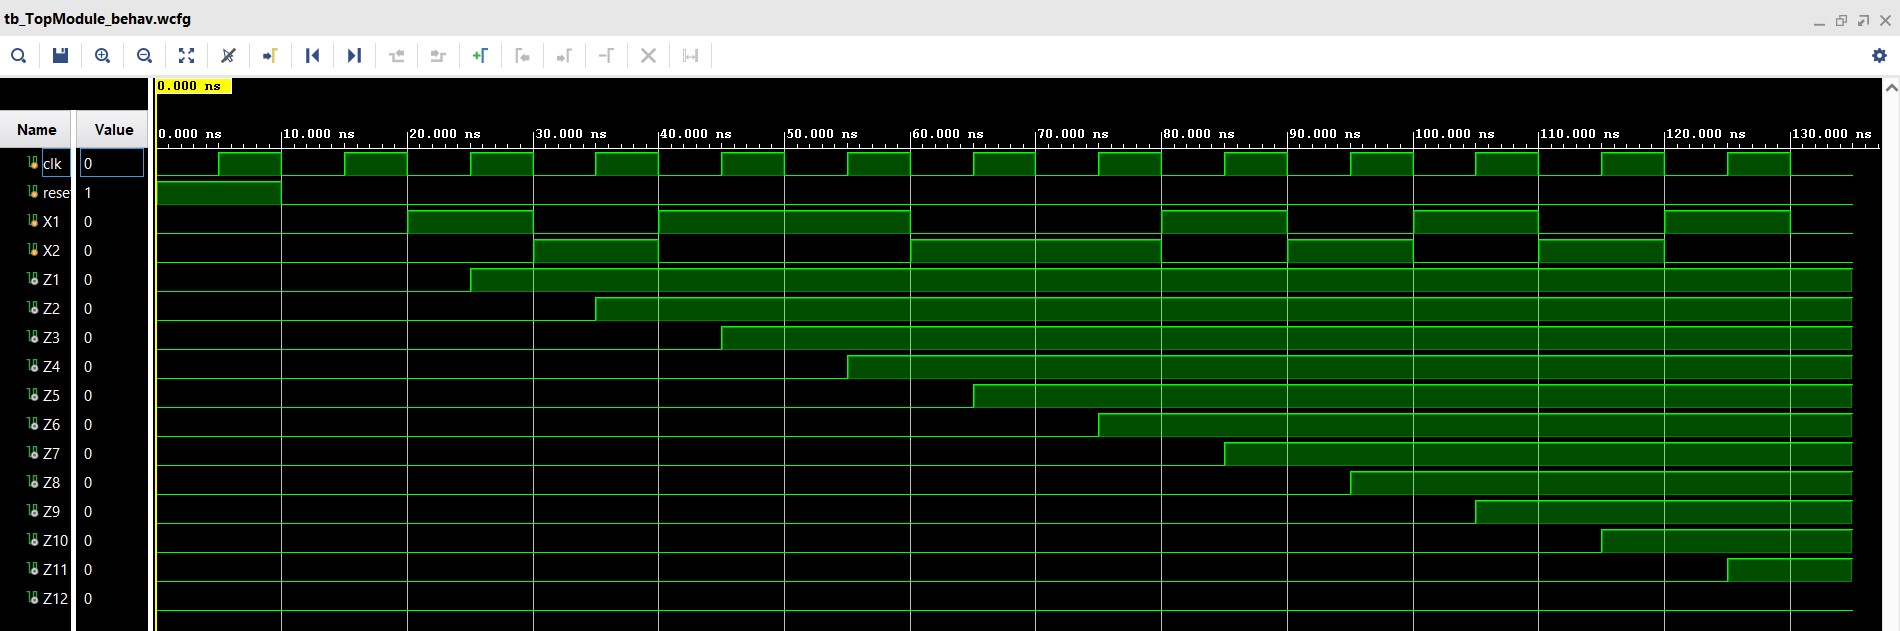 tb_TopModule_behav.wcfg
0.000 ns
Name Value
0.000 ns 10.000 ns 20.000 ns 30.000 ns 40.000 ns 50.000 ns 60.000 ns 70.000 ns 80.000 ns 90.000 ns 100.000 ns 110.000 ns 120.000 ns 130.000 ns
clk 0
rese 1
X1 0
X2 0
Z1 0
Z2 0
Z3 0
Z4 0
Z5 0
Z6 0
Z7 0
Z8 0
Z9 0
Z10 0
Z11 0
Z12 0